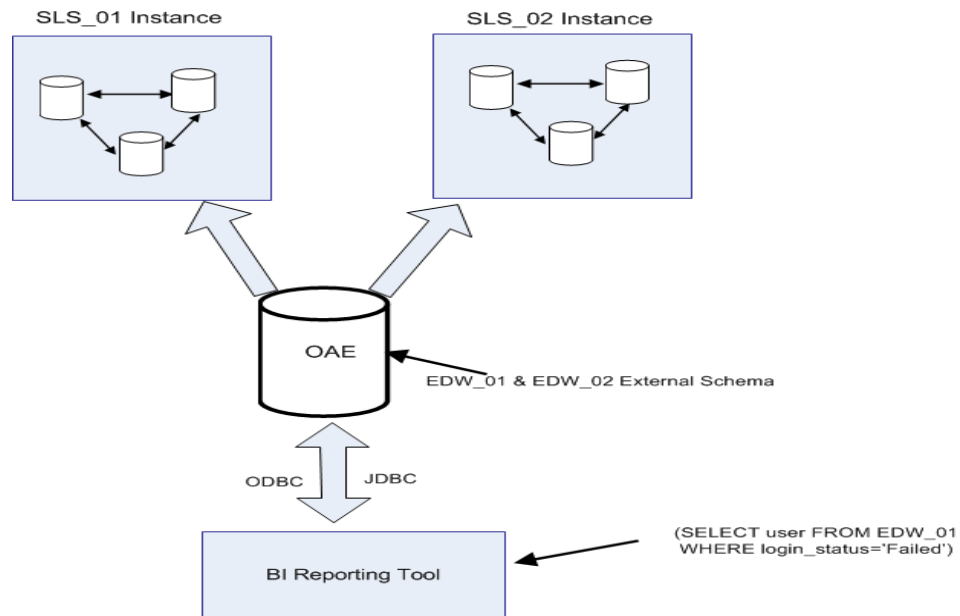 SLS_01 Instance
SLS_02 Instance
OAE
EDW_01 & EDW_02 External Schema
ODBC
JDBC
(SELECT user FROM EDW_01
WHERE login_status='Failed')
BI Reporting Tool